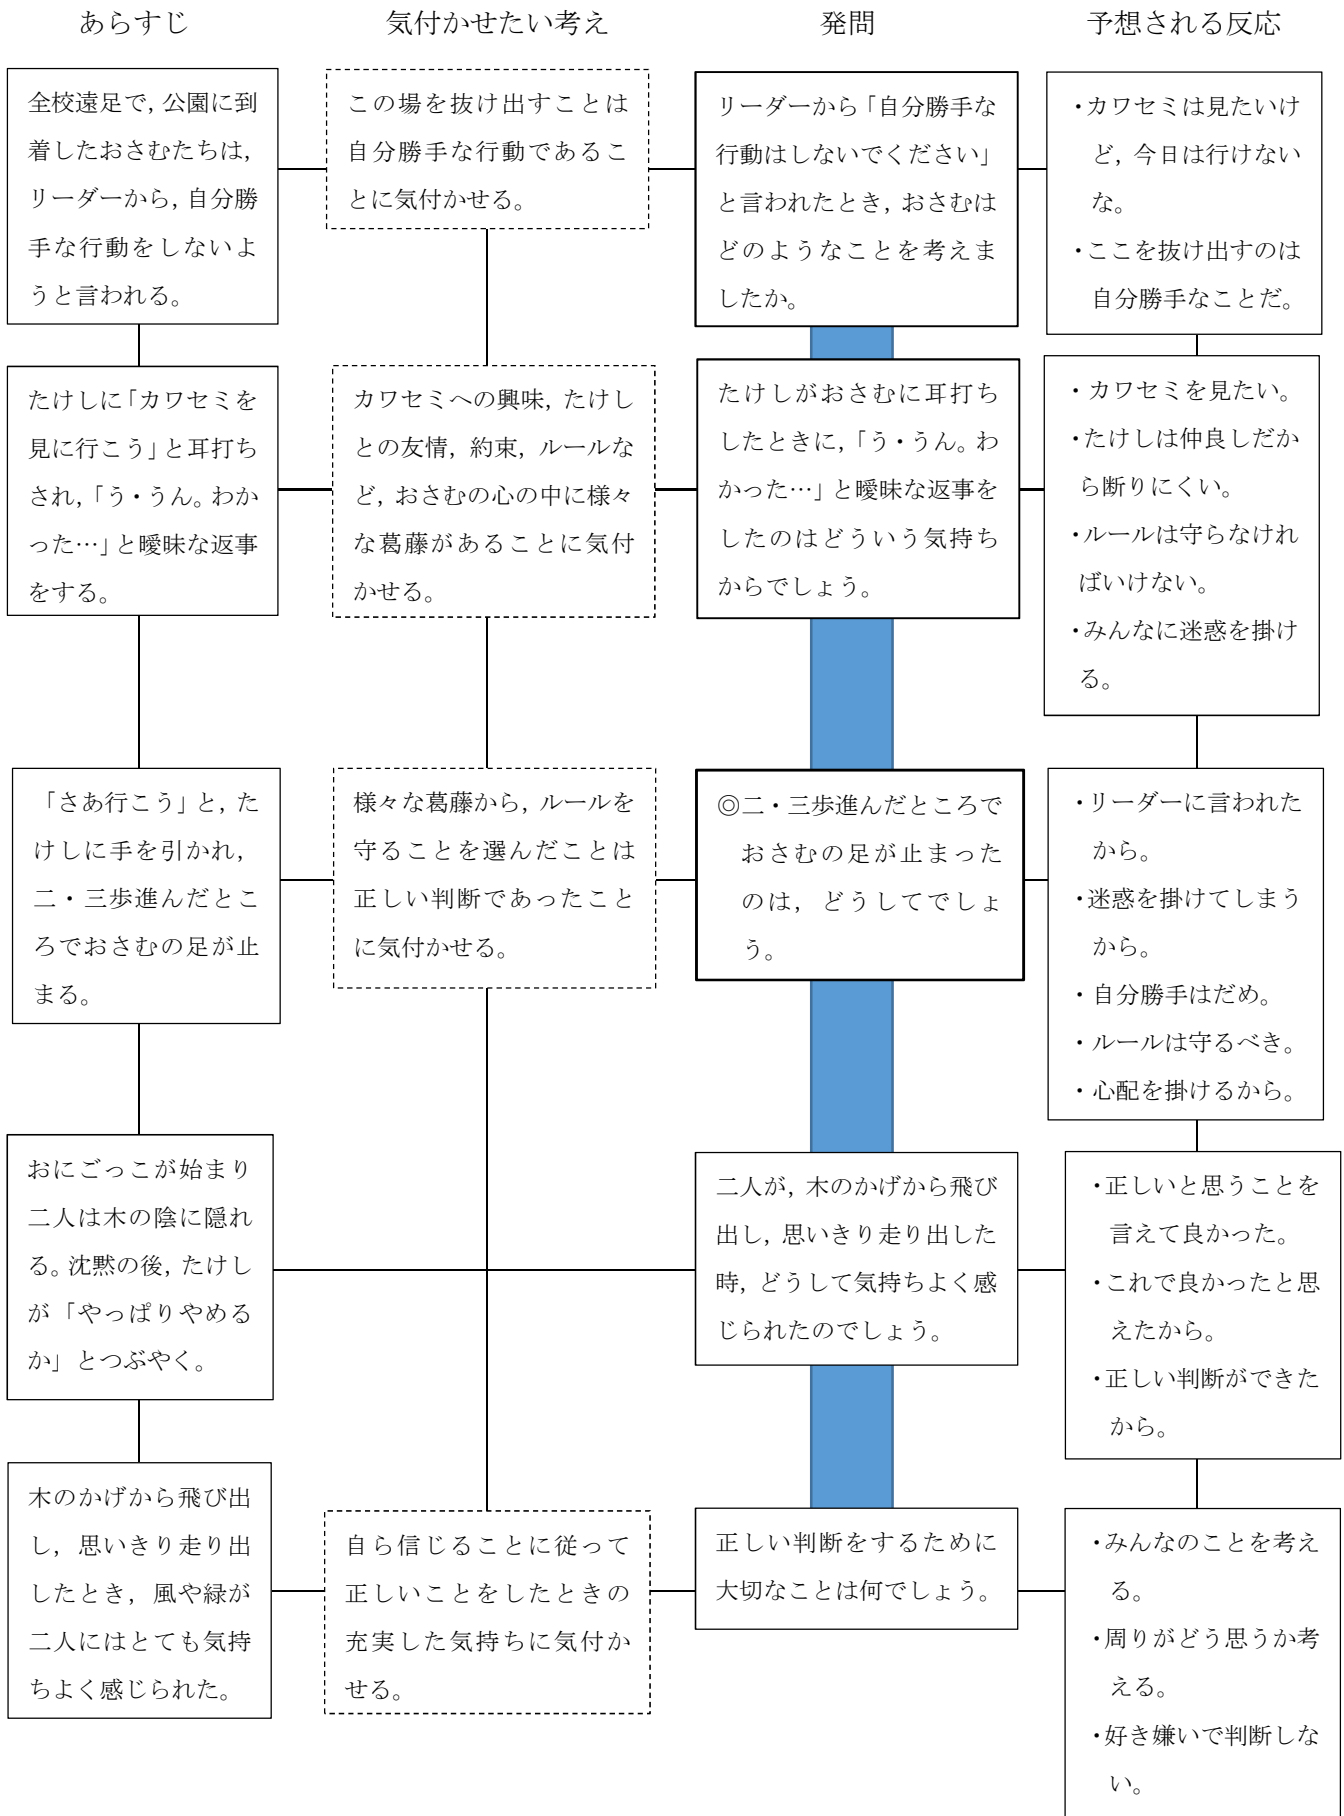 あらすじ
気付かせたい考え
発問
予想される反応
全校遠足で，公園に到
着したおさむたちは，
リーダーから，自分勝
手な行動をしないよ
うと言われる。
この場を抜け出すことは
自分勝手な行動であるこ
とに気付かせる。
リーダーから「自分勝手な
行動はしないでください」
と言われたとき，おさむは
どのようなことを考えま
したか。
・カワセミは見たいけ
ど，今日は行けない
な。
・ここを抜け出すのは
自分勝手なことだ。
たけしに「カワセミを
見に行こう」と耳打ち
され，「う・うん。わか
った…」と曖昧な返事
をする。
カワセミへの興味，たけし
との友情，約束，ルールな
ど，おさむの心の中に様々
な葛藤があることに気付
かせる。
たけしがおさむに耳打ち
したときに，「う・うん。わ
かった…」と曖昧な返事を
したのはどういう気持ち
からでしょう。
・カワセミを見たい。
・たけしは仲良しだか
ら断りにくい。
・ルールは守らなけれ
ばいけない。
・みんなに迷惑を掛け
る。
「さあ行こう」と，た
けしに手を引かれ，
二・三歩進んだとこ
ろでおさむの足が止
まる。
様々な葛藤から，ルールを
守ることを選んだことは
正しい判断であったこと
に気付かせる。
◎二・三歩進んだところで
おさむの足が止まった
のは，どうしてでしょ
う。
・リーダーに言われた
から。
・迷惑を掛けてしまう
から。
・自分勝手はだめ。
・ルールは守るべき。
・心配を掛けるから。
おにごっこが始まり
二人は木の陰に隠れ
る。沈黙の後，たけし
が「やっぱりやめる
か」とつぶやく。
二人が，木のかげから飛び
出し，思いきり走り出した
時，どうして気持ちよく感
じられたのでしょう。
・正しいと思うことを
言えて良かった。
・これで良かったと思
えたから。
・正しい判断ができた
から。
木のかげから飛び出
し，思いきり走り出
したとき，風や緑が
二人にはとても気持
ちよく感じられた。
自ら信じることに従って
正しいことをしたときの
充実した気持ちに気付か
せる。
正しい判断をするために
大切なことは何でしょう。
・みんなのことを考え
る。
・周りがどう思うか考
える。
・好き嫌いで判断しな
い。